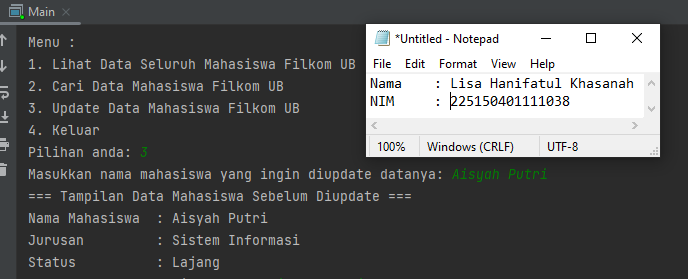 Main
Menu :
1. Lihat Data Seluruh Mahasiswa Filkom UB
2. Cari Data Mahasiswa Filkom UB
3. Update Data Mahasiswa Filkom UB
4. Keluar
Pilihan anda: 3
Masukkan nama mahasiswa yang ingin diupdate datanya: Aisyah Putri
=== Tampilan Data Mahasiswa Sebelum Diupdate ===
Nama Mahasiswa : Aisyah Putri
Jurusan : Sistem Informasi
Status : Lajang
*Untitled - Notepad
File Edit Format View Help
Nama : Lisa Hanifatul Khasanah
NIM : 225150401111038
100% Windows (CRLF) UTF-8